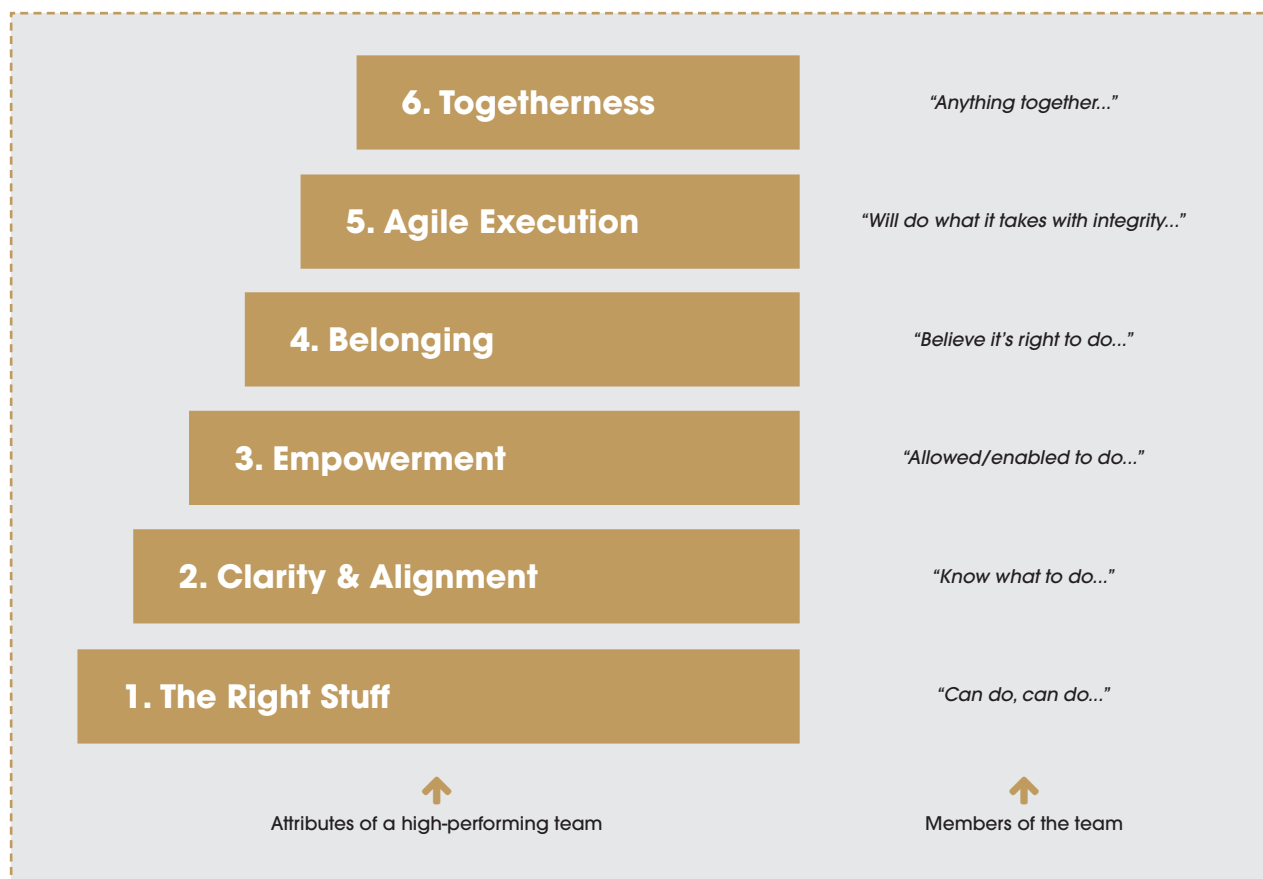 6. Togetherness
“Anything together...”
5. Agile Execution
“Will do what it takes with integrity...”
4. Belonging
“Believe it’s right to do...”
3. Empowerment
“Allowed/enabled to do...”
2. Clarity & Alignment
“Know what to do...”
1. The Right Stuff
“Can do, can do...”
Attributes of a high-performing team
Members of the team